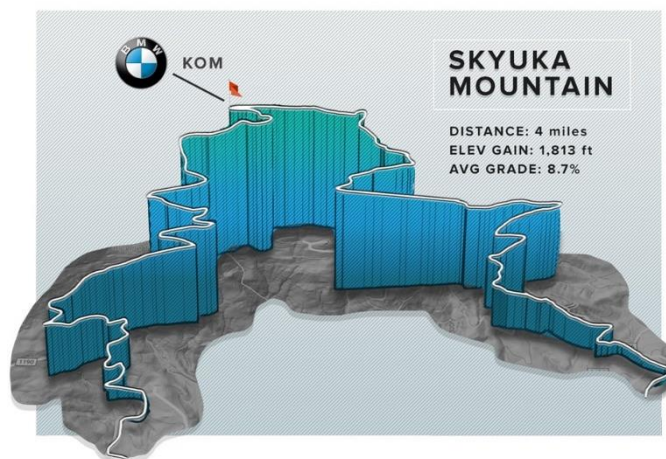 BMW
KOM
SKYUKA
MOUNTAIN
DISTANCE: 4 miles
ELEV GAIN: 1,813 ft
AVG GRADE: 8.7%